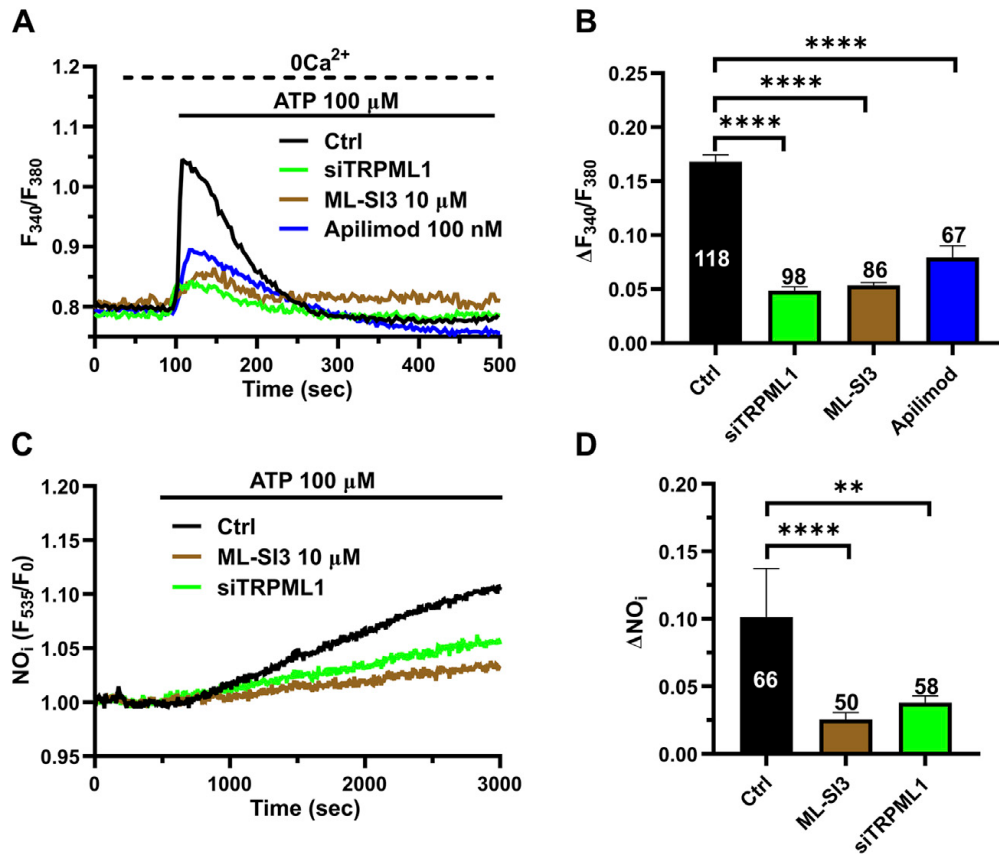 A
0Ca²⁺
ATP 100 µM
Ctrl
siTRPML1
ML-SI3 10 µM
Apilimod 100 nM
1.2
1.1
1.0
0.9
0.8
F₃₄₀/F₃₈₀
0 100 200 300 400 500
Time (sec)
B
****
****
****
0.25
0.20
0.15
0.10
0.05
0.00
ΔF₃₄₀/F₃₈₀
118
98
86
67
Ctrl
siTRPML1
ML-SI3
Apilimod
C
ATP 100 µM
Ctrl
ML-SI3 10 µM
siTRPML1
1.20
1.15
1.10
1.05
1.00
0.95
NOᵢ (F₅₃₅/F₀)
0 1000 2000 3000
Time (sec)
D
**
****
0.20
0.15
0.10
0.05
0.00
ΔNOᵢ
66
50
58
Ctrl
ML-SI3
siTRPML1